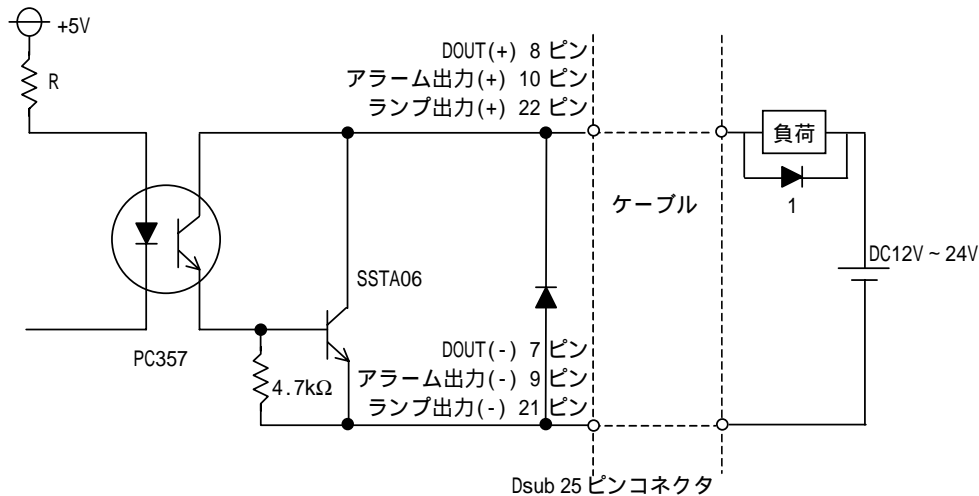 +5V
R
DOUT(+) 8 ピン
アラーム出力(+) 10 ピン
ランプ出力(+) 22 ピン
負荷
1
ケーブル
DC12V ~ 24V
SSTA06
PC357
4.7kΩ
DOUT(-) 7 ピン
アラーム出力(-) 9 ピン
ランプ出力(-) 21 ピン
Dsub 25 ピンコネクタ